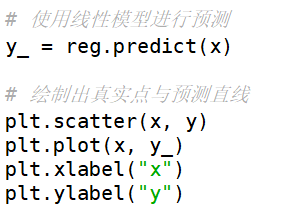 # 使用线性模型进行预测
y_ = reg.predict(x)
# 绘制出真实点与预测直线
plt.scatter(x, y)
plt.plot(x, y_)
plt.xlabel("x")
plt.ylabel("y")